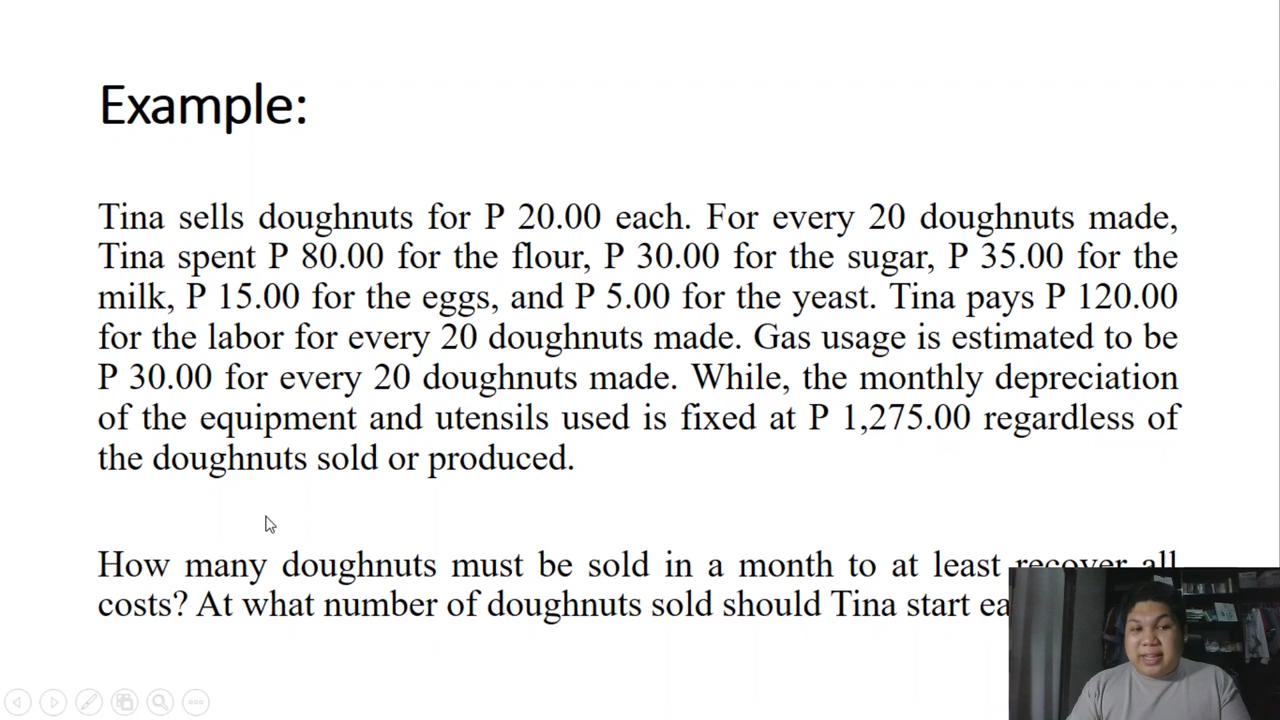 Example:
Tina sells doughnuts for P 20.00 each. For every 20 doughnuts made,
Tina spent P 80.00 for the flour, P 30.00 for the sugar, P 35.00 for the
milk, P 15.00 for the eggs, and P 5.00 for the yeast. Tina pays P 120.00
for the labor for every 20 doughnuts made. Gas usage is estimated to be
P 30.00 for every 20 doughnuts made. While, the monthly depreciation
of the equipment and utensils used is fixed at P 1,275.00 regardless of
the doughnuts sold or produced.
How many doughnuts must be sold in a month to at least recover all
costs? At what number of doughnuts sold should Tina start